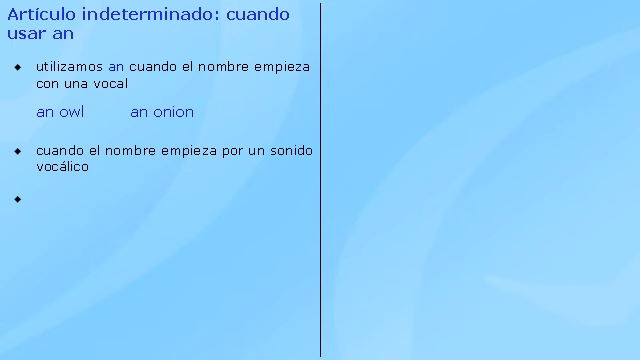 Artículo indeterminado: cuando
usar an
utilizamos an cuando el nombre empieza
con una vocal
an owl an onion
cuando el nombre empieza por un sonido
vocálico